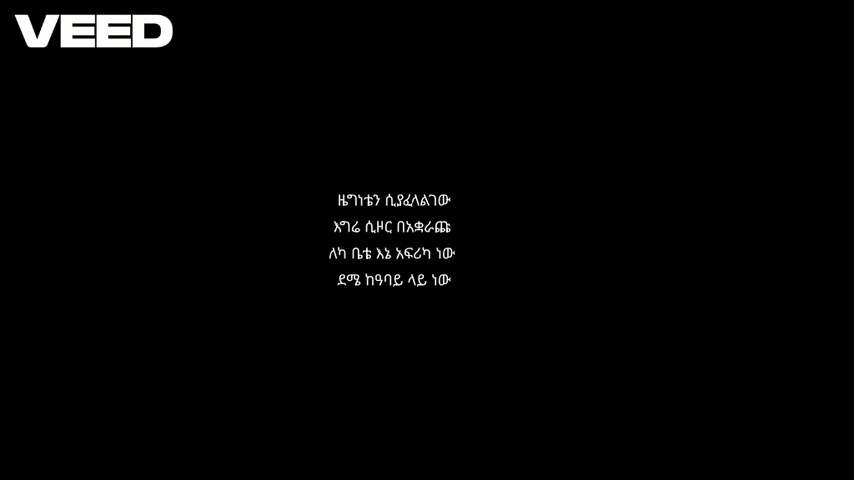 VEED
ዜግነቴን ሲያፈላልገው
እግሬ ሲዞር በአቋራጩ
ለካ ቤቴ እኔ አፍሪካ ነው
ደሜ ከዓባይ ላይ ነው